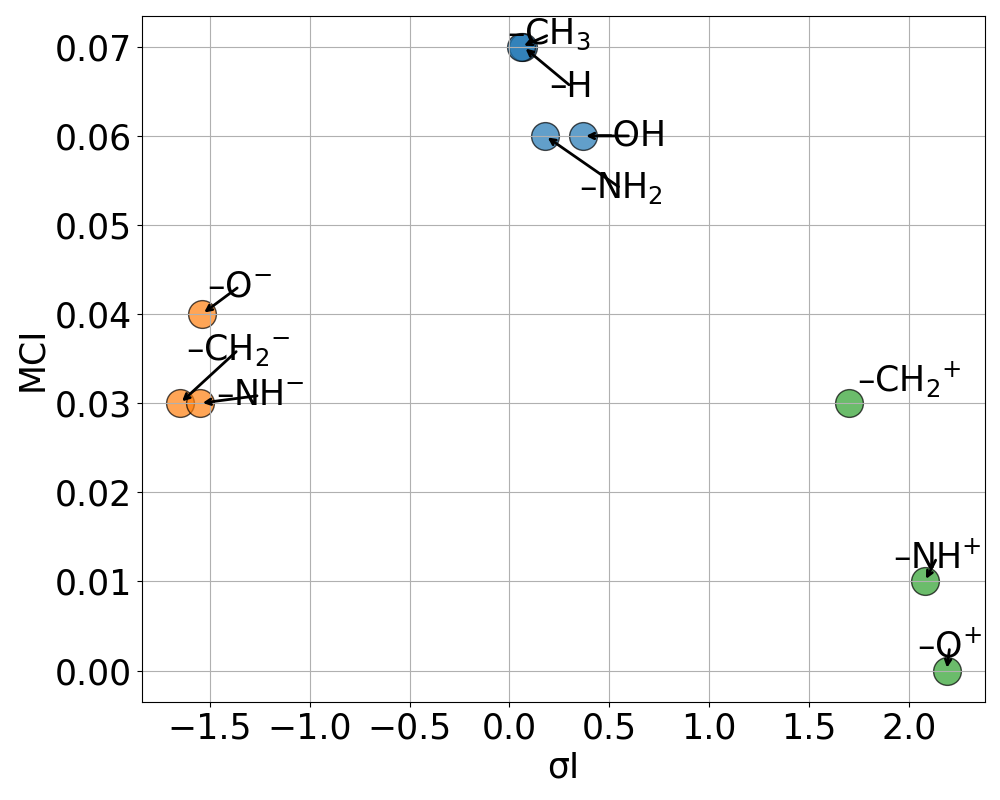 0.07
0.06
0.05
0.04
0.03
0.02
0.01
0.00
MCI
–CH₃
–H
–OH
–NH₂
–O⁻
–CH₂⁻
–NH⁻
–CH₂⁺
–NH⁺
–O⁺
−1.5 −1.0 −0.5 0.0 0.5 1.0 1.5 2.0
σI